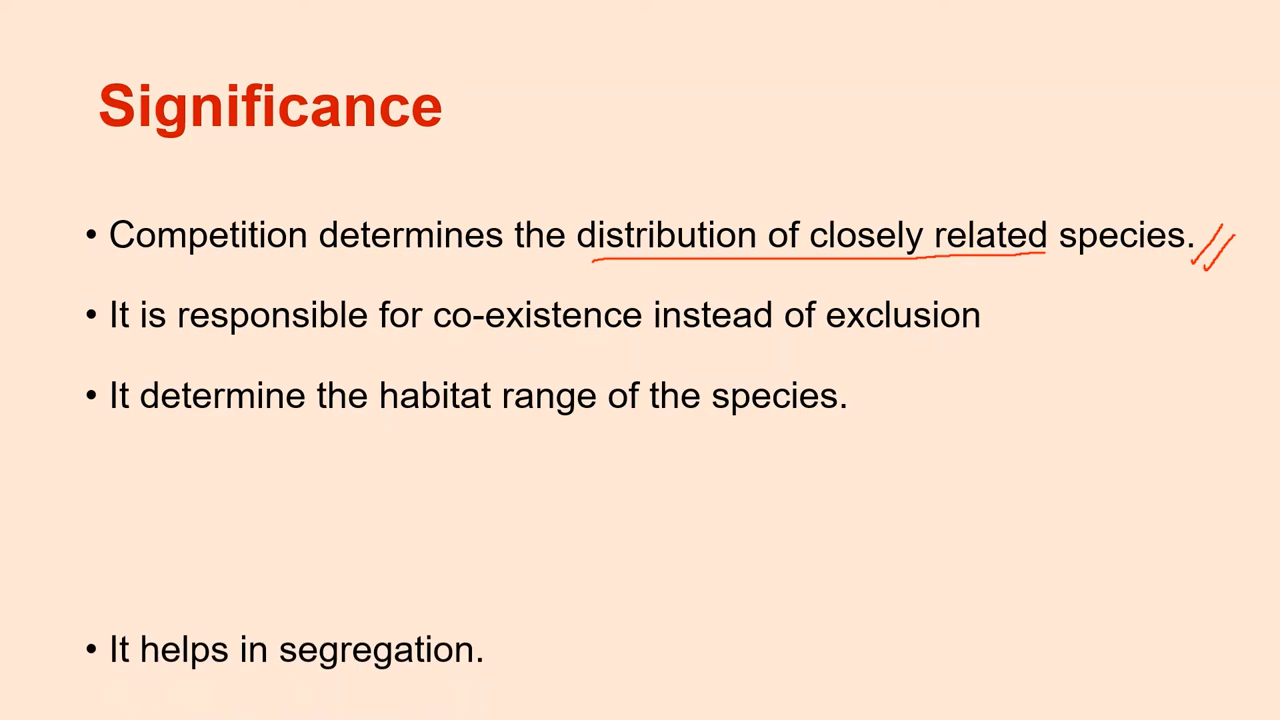 Significance
• Competition determines the distribution of closely related species.
• It is responsible for co-existence instead of exclusion
• It determine the habitat range of the species.
• It helps in segregation.